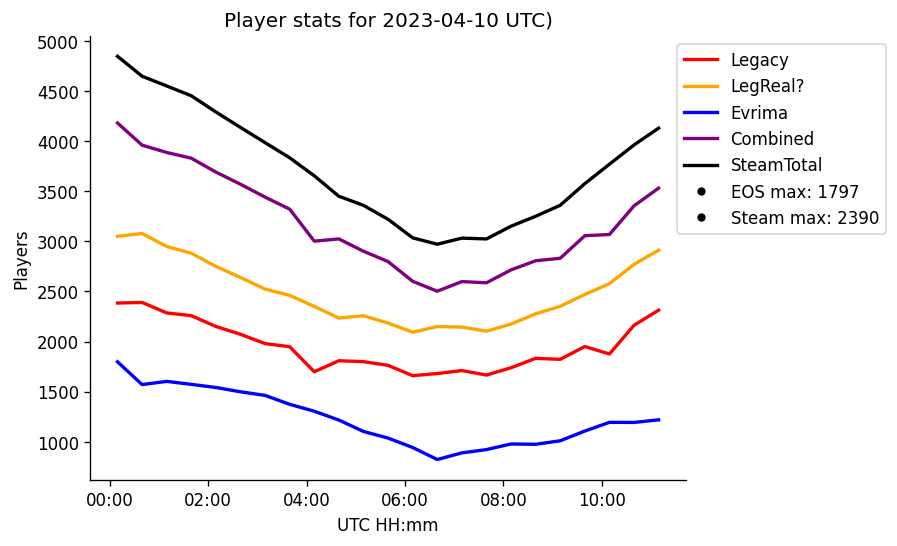 Player stats for 2023-04-10 UTC)
5000
4500
4000
3500
3000
2500
2000
1500
1000
Players
00:00 02:00 04:00 06:00 08:00 10:00
UTC HH:mm
Legacy
LegReal?
Evrima
Combined
SteamTotal
EOS max: 1797
Steam max: 2390